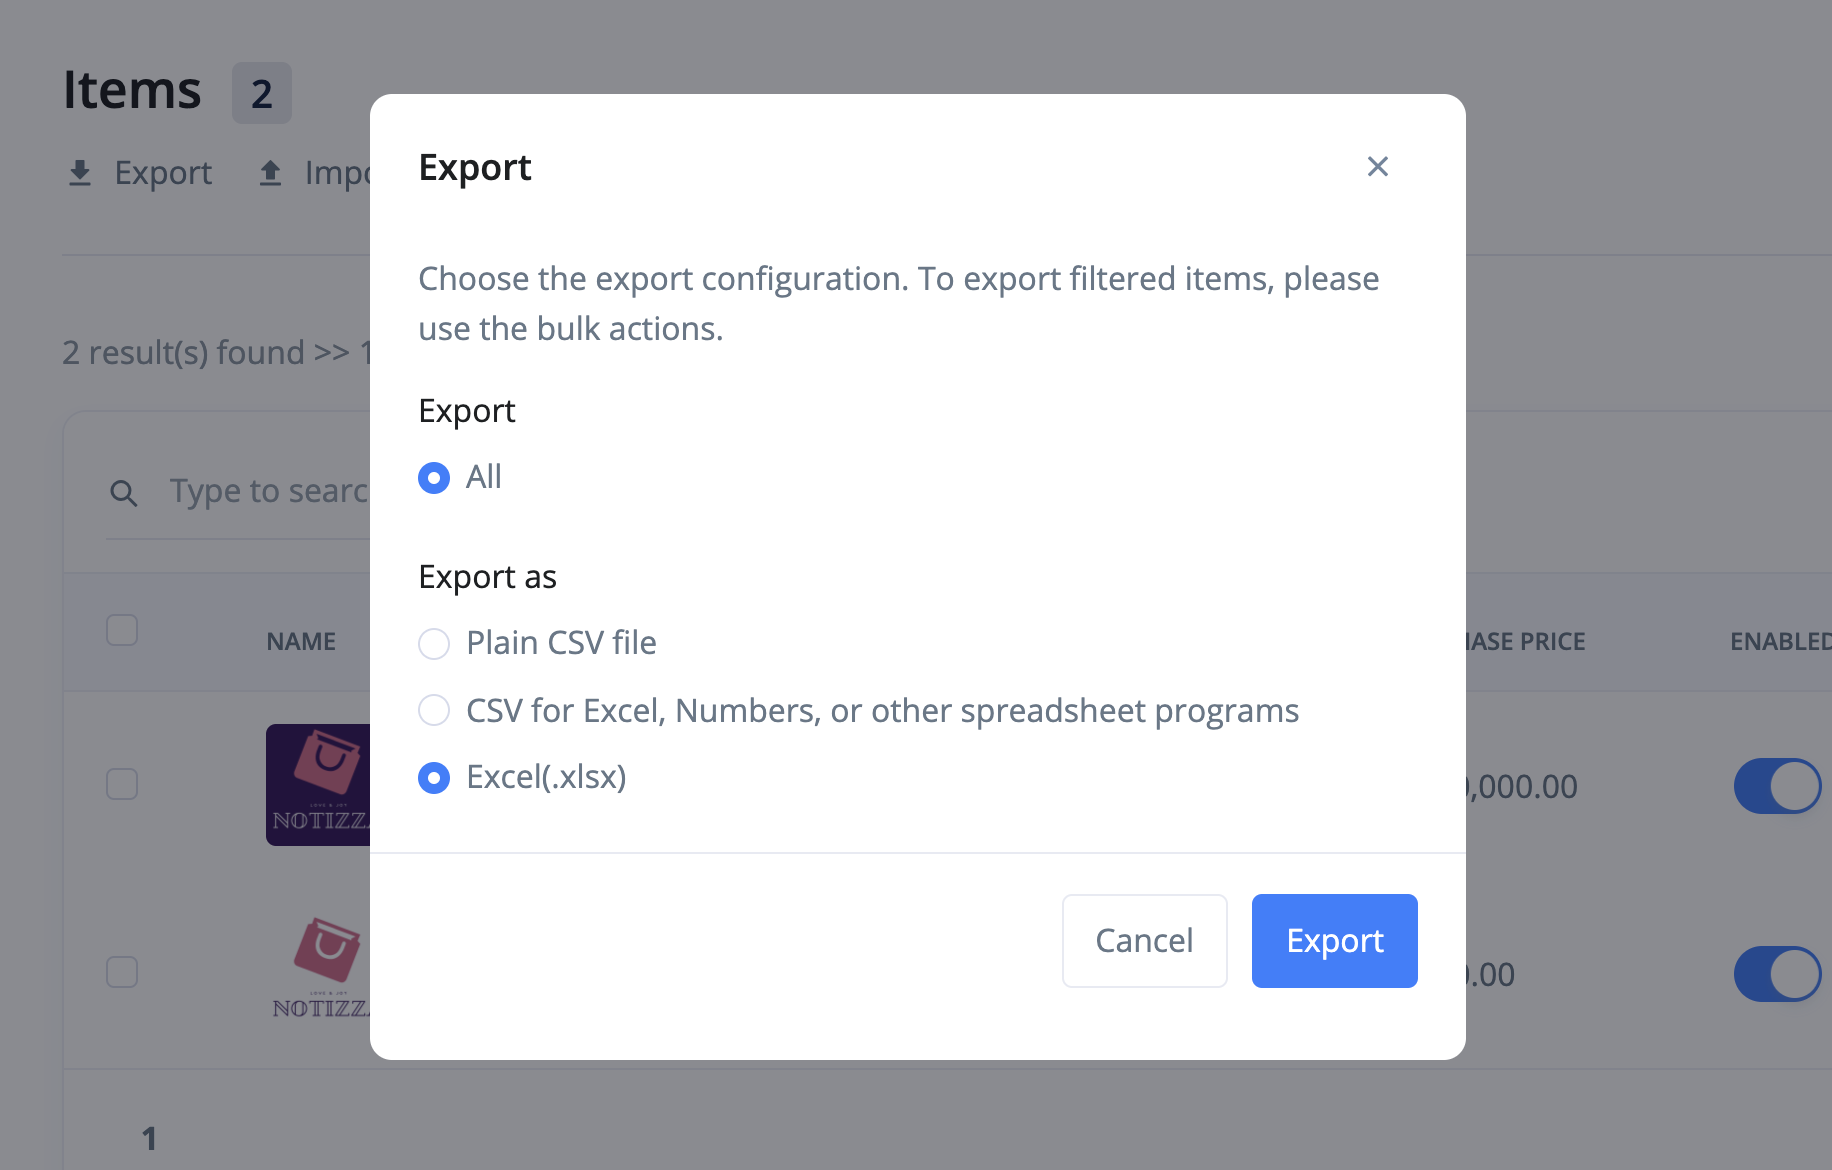 Items 2
Export Impo
2 result(s) found >> 1
Type to searc
NAME
HASE PRICE ENABLED
NOTIZZ
,000.00
NOTIZZ
.00
1
Export
Choose the export configuration. To export filtered items, please
use the bulk actions.
Export
All
Export as
Plain CSV file
CSV for Excel, Numbers, or other spreadsheet programs
Excel(.xlsx)
Cancel Export